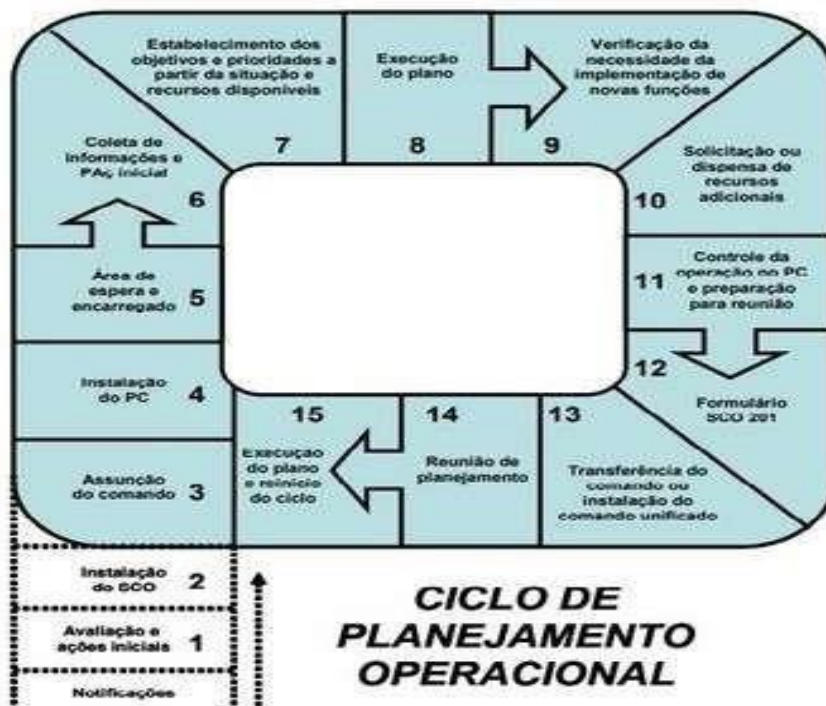 Estabelecimento dos
objetivos e prioridades a
partir da situação e
recursos disponíveis
7
Execução
do plano
8
Verificação da
necessidade da
implementação de
novas funções
9
Coleta de
informações e
PAç inicial
6
Solicitação ou
dispensa de
recursos
adicionais
10
Área de
espera e
encarregado
5
Controle da
operação no PC
e preparação
para reunião
11
Instalação
do PC
4
12
Formulário
SCO 201
Assunção
do comando
3
15
Execução
do plano
e reinício
do ciclo
14
Reunião de
planejamento
13
Transferência do
comando ou
instalação do
comando unificado
Instalação
do SCO
2
Avaliação e
ações iniciais
1
Notificações
CICLO DE
PLANEJAMENTO
OPERACIONAL